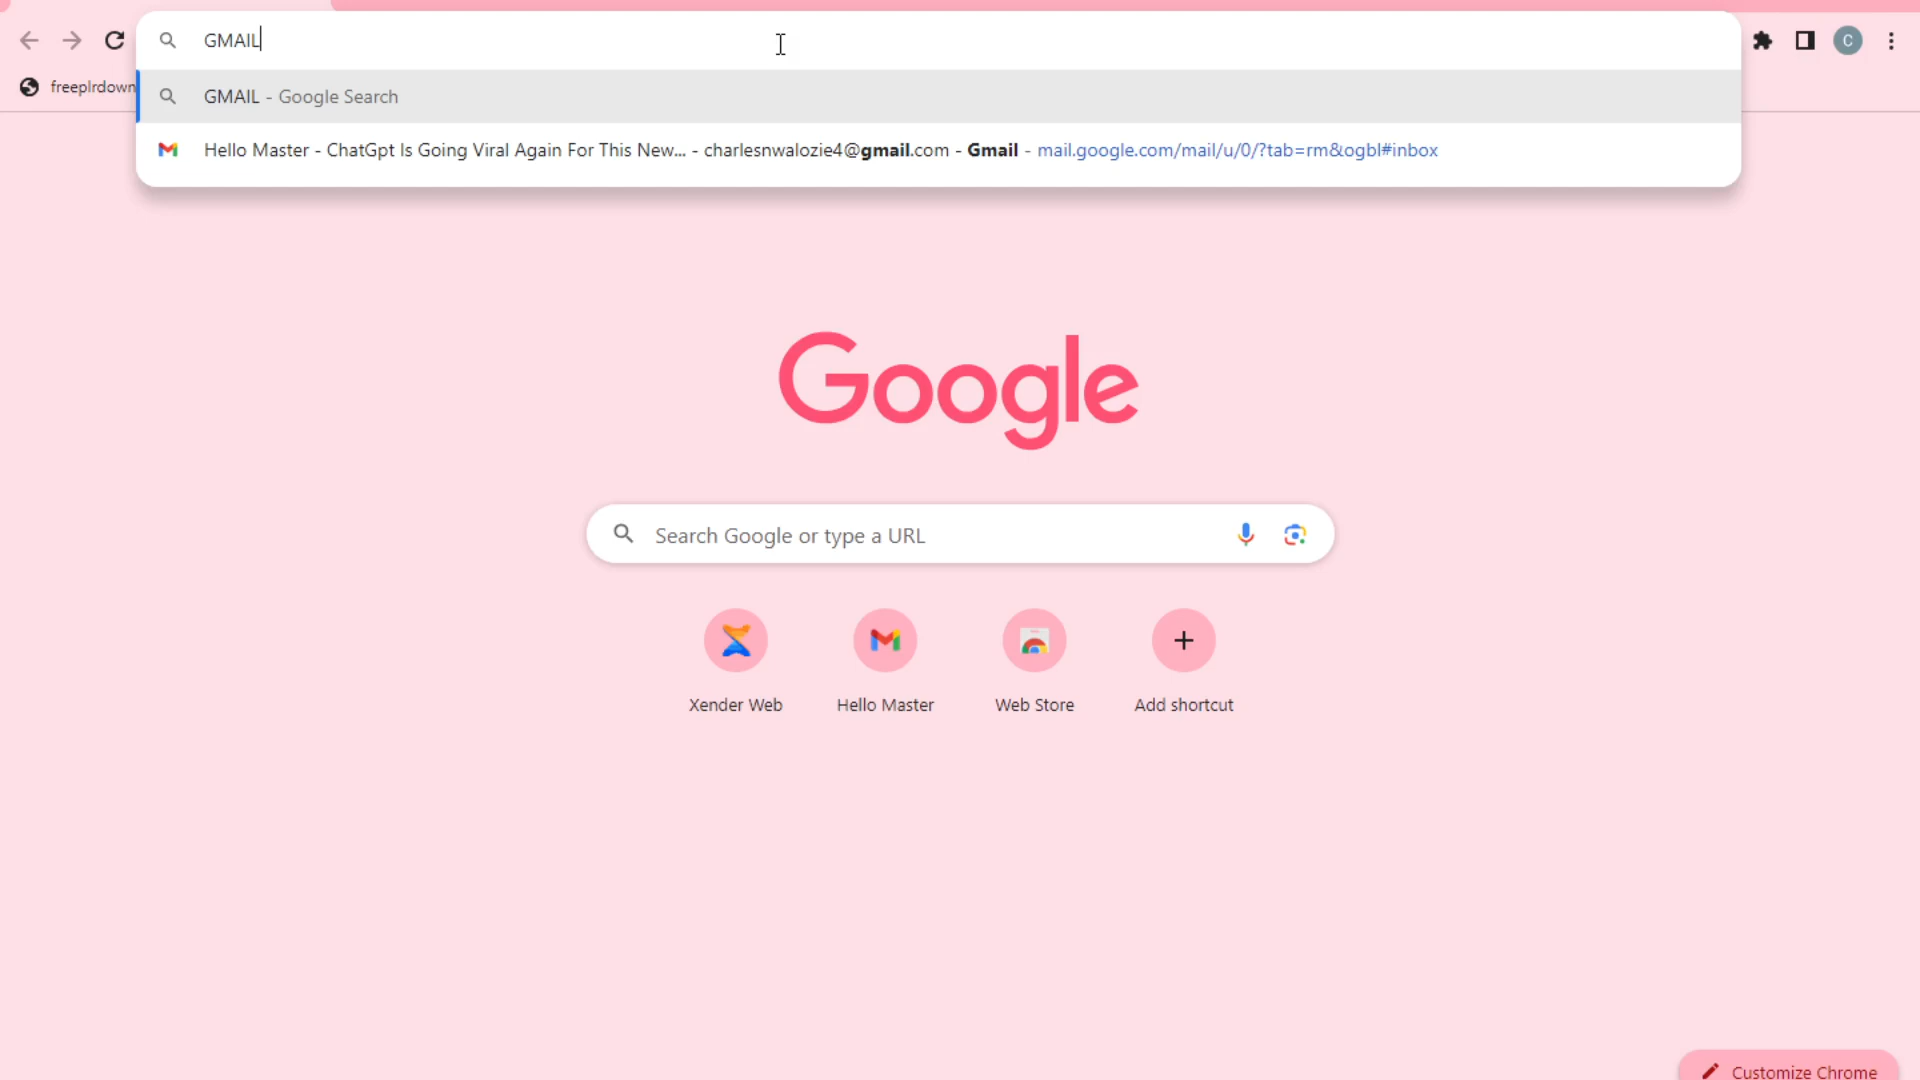 GMAIL
freeplrdown
GMAIL - Google Search
Hello Master - ChatGpt Is Going Viral Again For This New... - charlesnwalozie4@gmail.com - Gmail - mail.google.com/mail/u/0/?tab=rm&ogbl#inbox
C
Google
Search Google or type a URL
Xender Web
Hello Master
Web Store
Add shortcut
Customize Chrome